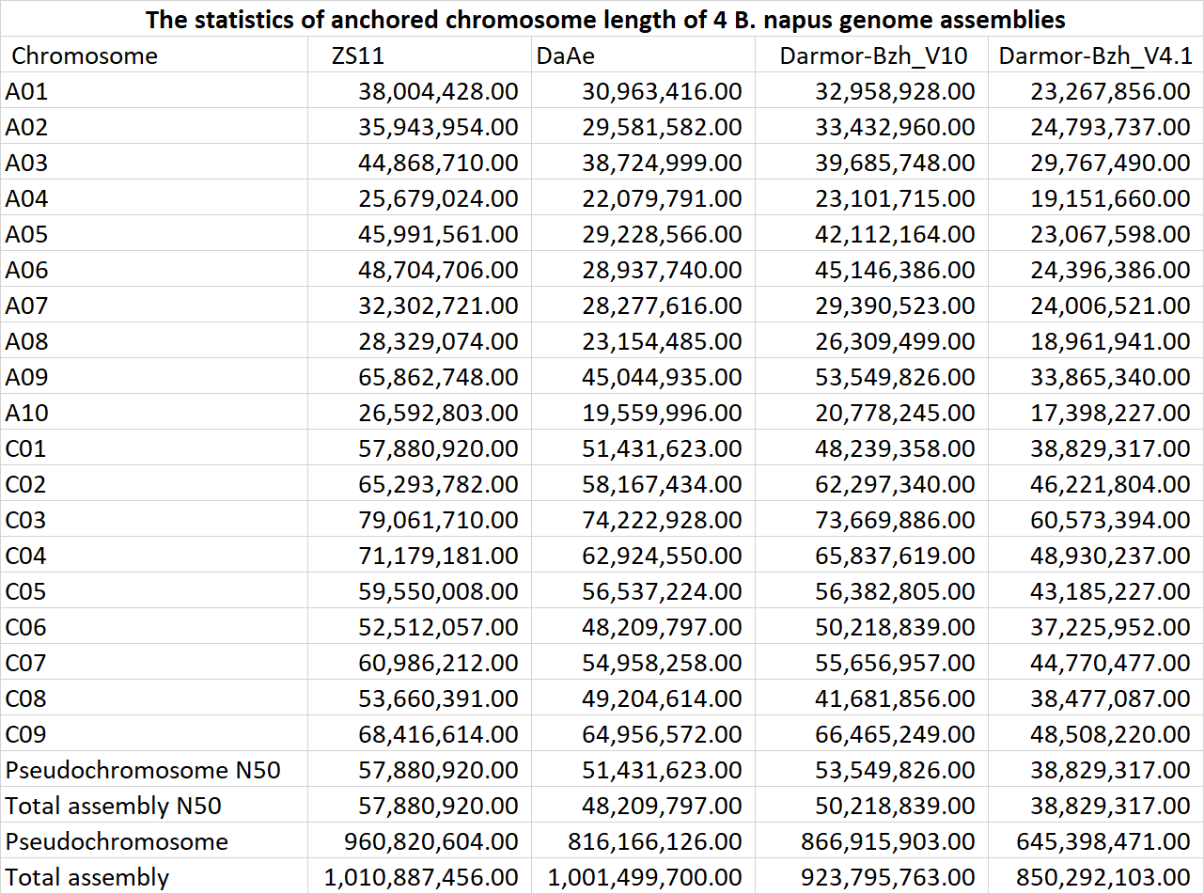 The statistics of anchored chromosome length of 4 B. napus genome assemblies
Chromosome ZS11 DaAe Darmor-Bzh_V10 Darmor-Bzh_V4.1
A01 38,004,428.00 30,963,416.00 32,958,928.00 23,267,856.00
A02 35,943,954.00 29,581,582.00 33,432,960.00 24,793,737.00
A03 44,868,710.00 38,724,999.00 39,685,748.00 29,767,490.00
A04 25,679,024.00 22,079,791.00 23,101,715.00 19,151,660.00
A05 45,991,561.00 29,228,566.00 42,112,164.00 23,067,598.00
A06 48,704,706.00 28,937,740.00 45,146,386.00 24,396,386.00
A07 32,302,721.00 28,277,616.00 29,390,523.00 24,006,521.00
A08 28,329,074.00 23,154,485.00 26,309,499.00 18,961,941.00
A09 65,862,748.00 45,044,935.00 53,549,826.00 33,865,340.00
A10 26,592,803.00 19,559,996.00 20,778,245.00 17,398,227.00
C01 57,880,920.00 51,431,623.00 48,239,358.00 38,829,317.00
C02 65,293,782.00 58,167,434.00 62,297,340.00 46,221,804.00
C03 79,061,710.00 74,222,928.00 73,669,886.00 60,573,394.00
C04 71,179,181.00 62,924,550.00 65,837,619.00 48,930,237.00
C05 59,550,008.00 56,537,224.00 56,382,805.00 43,185,227.00
C06 52,512,057.00 48,209,797.00 50,218,839.00 37,225,952.00
C07 60,986,212.00 54,958,258.00 55,656,957.00 44,770,477.00
C08 53,660,391.00 49,204,614.00 41,681,856.00 38,477,087.00
C09 68,416,614.00 64,956,572.00 66,465,249.00 48,508,220.00
Pseudochromosome N50 57,880,920.00 51,431,623.00 53,549,826.00 38,829,317.00
Total assembly N50 57,880,920.00 48,209,797.00 50,218,839.00 38,829,317.00
Pseudochromosome 960,820,604.00 816,166,126.00 866,915,903.00 645,398,471.00
Total assembly 1,010,887,456.00 1,001,499,700.00 923,795,763.00 850,292,103.00